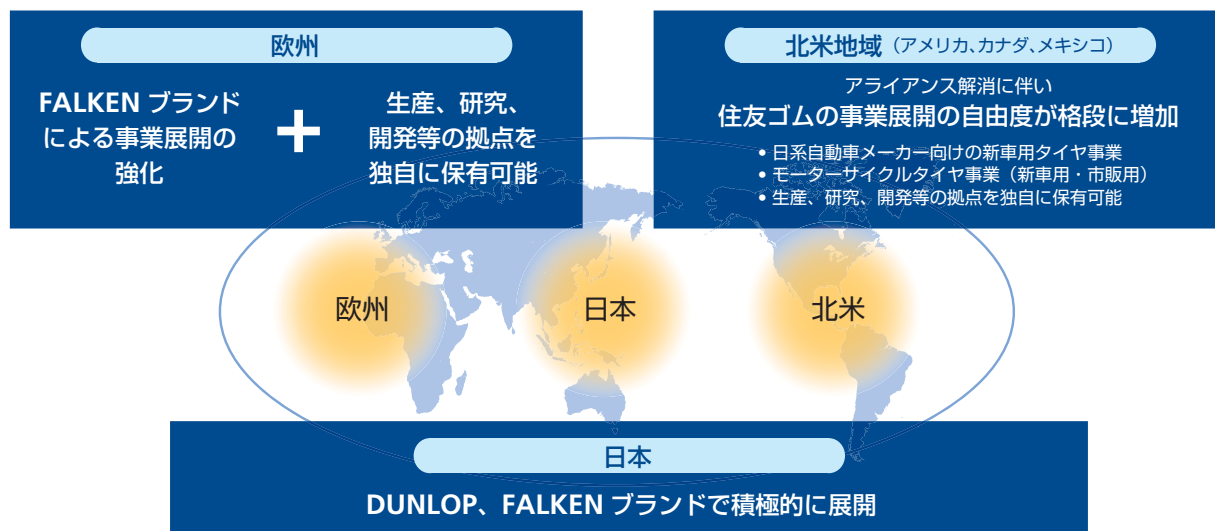 欧州
FALKEN ブランド
による事業展開の
強化
+
生産、研究、
開発等の拠点を
独自に保有可能
北米地域（アメリカ、カナダ、メキシコ）
アライアンス解消に伴い
住友ゴムの事業展開の自由度が格段に増加
• 日系自動車メーカー向けの新車用タイヤ事業
• モーターサイクルタイヤ事業（新車用・市販用）
• 生産、研究、開発等の拠点を独自に保有可能
欧州
日本
北米
日本
DUNLOP、FALKEN ブランドで積極的に展開